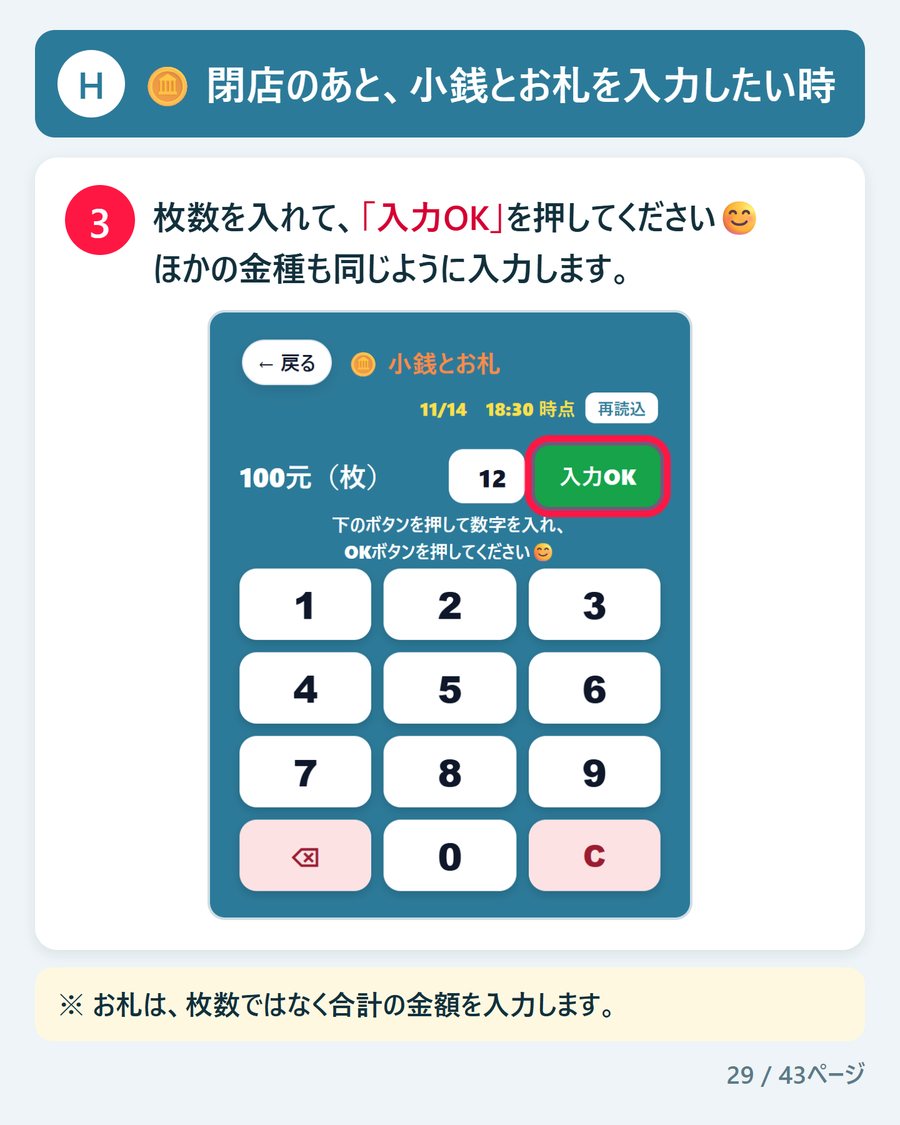 H 閉店のあと、小銭とお札を入力したい時
3 枚数を入れて、「入力OK」を押してください😊
ほかの金種も同じように入力します。
← 戻る 小銭とお札
11/14 18:30 時点 再読込
100元（枚） 12 入力OK
下のボタンを押して数字を入れ、
OKボタンを押してください😊
1 2 3
4 5 6
7 8 9
⌫ 0 C
※ お札は、枚数ではなく合計の金額を入力します。
29 / 43ページ